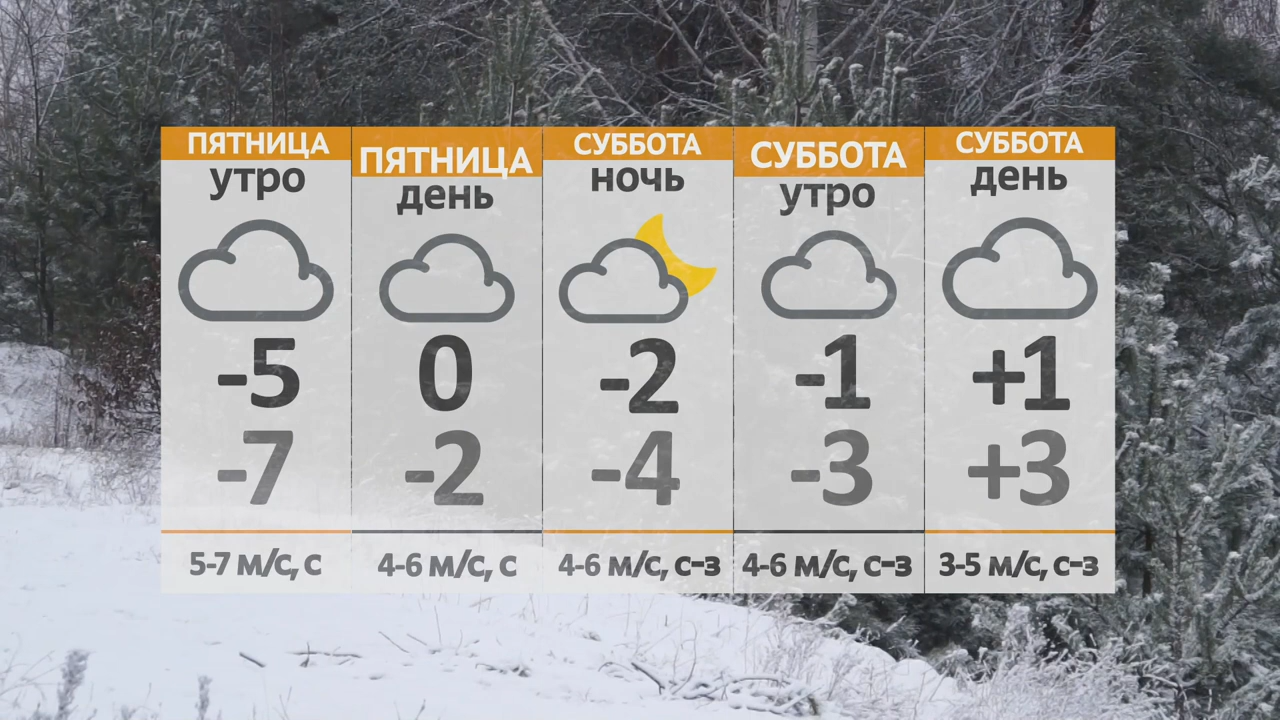 ПЯТНИЦА
утро
-5
-7
5-7 м/с, с
ПЯТНИЦА
день
0
-2
4-6 м/с, с
СУББОТА
ночь
-2
-4
4-6 м/с, с-з
СУББОТА
утро
-1
-3
4-6 м/с, с-з
СУББОТА
день
+1
+3
3-5 м/с, с-з